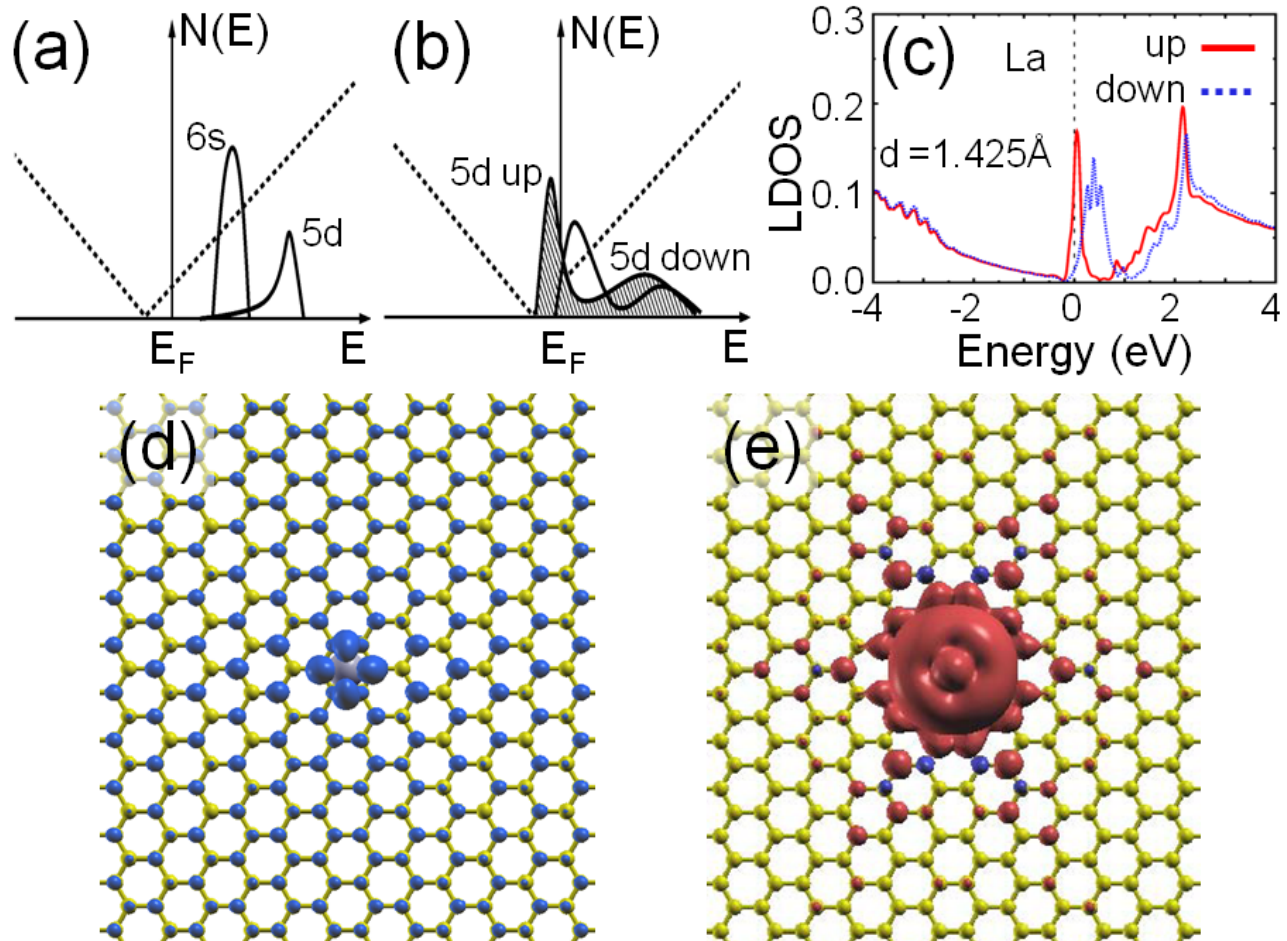 (a)
N(E)
6s
5d
E_F
E
(b)
N(E)
5d up
5d down
E_F
E
(c)
La
up
down
d =1.425Å
LDOS
0.3
0.2
0.1
0.0
-4
-2
0
2
4
Energy (eV)
(d)
(e)